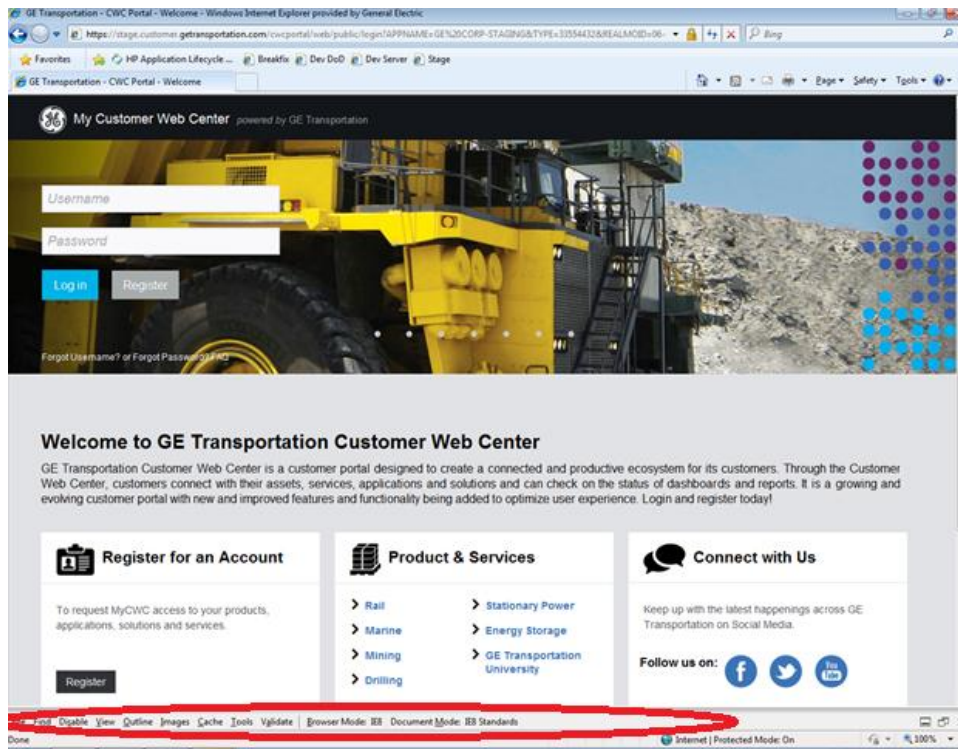 GE Transportation - CWC Portal - Welcome - Windows Internet Explorer provided by General Electric
https://stage.customer.getransportation.com/cwcportal/web/public/login?APPNAME=GE%20CORP-STAGING&TYPE=33554432&REALMOID=06-
Bing
Favorites HP Application Lifecycle ... Breakfix Dev DoD Dev Server Stage
GE Transportation - CWC Portal - Welcome Page Safety Tools
My Customer Web Center powered by GE Transportation
Username
Password
Log in Register
Forgot Username? or Forgot Password? FAQ
Welcome to GE Transportation Customer Web Center
GE Transportation Customer Web Center is a customer portal designed to create a connected and productive ecosystem for its customers. Through the Customer
Web Center, customers connect with their assets, services, applications and solutions and can check on the status of dashboards and reports. It is a growing and
evolving customer portal with new and improved features and functionality being added to optimize user experience. Login and register today!
Register for an Account
To request MyCWC access to your products,
applications, solutions and services.
Register
Product & Services
Rail
Marine
Mining
Drilling
Stationary Power
Energy Storage
GE Transportation
University
Connect with Us
Keep up with the latest happenings across GE
Transportation on Social Media.
Follow us on:
You
Tube
Find Disable View Outline Images Cache Tools Validate Browser Mode: IE8 Document Mode: IE8 Standards
Done Internet | Protected Mode: On 100%